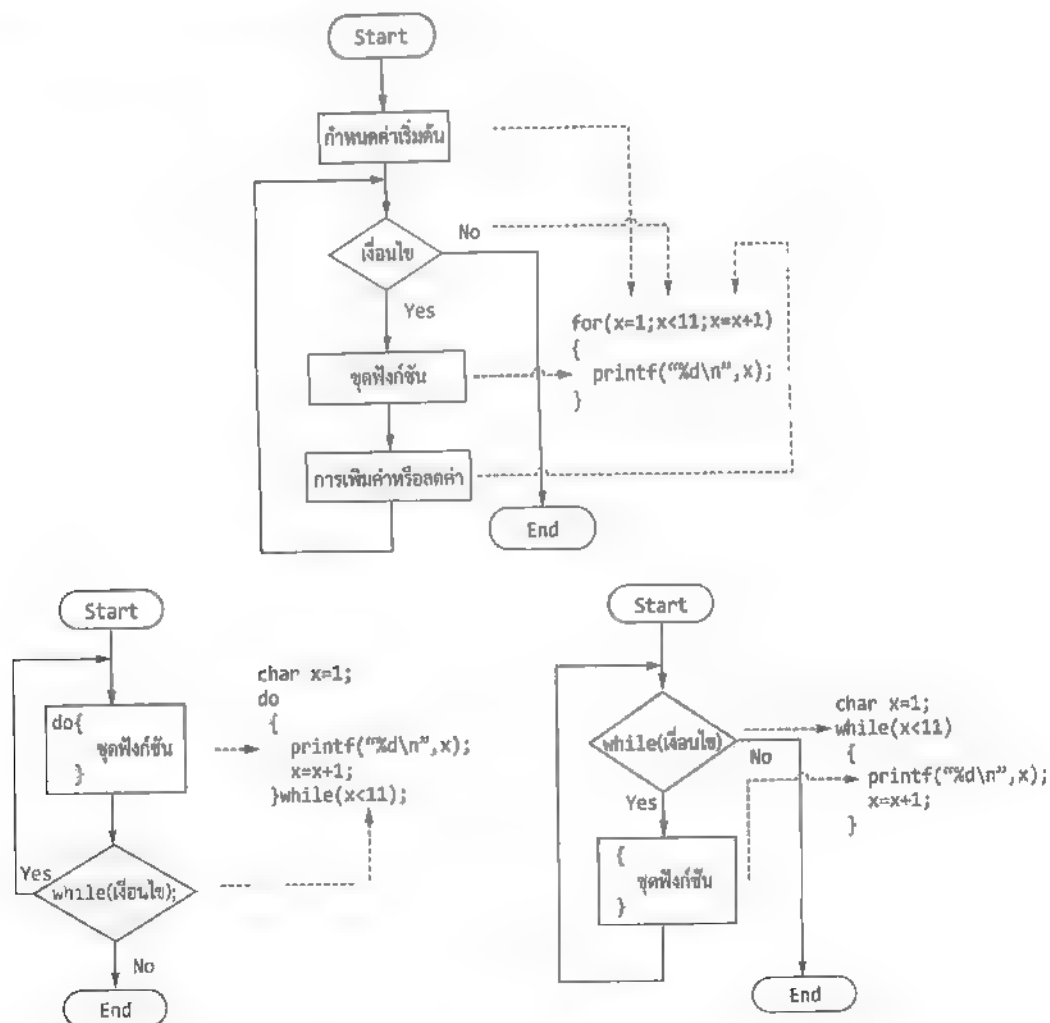 Start
กำหนดค่าเริ่มต้น
เงื่อนไข
No
Yes
ชุดฟังก์ชัน
การเพิ่มค่าหรือลดค่า
End
for(x=1;x<11;x=x+1)
{
printf("%d\n",x);
}
Start
do{
ชุดฟังก์ชัน
}
Yes
while(เงื่อนไข);
No
End
char x=1;
do
{
printf("%d\n",x);
x=x+1;
}while(x<11);
Start
while(เงื่อนไข)
No
Yes
{
ชุดฟังก์ชัน
}
End
char x=1;
while(x<11)
{
printf("%d\n",x);
x=x+1;
}